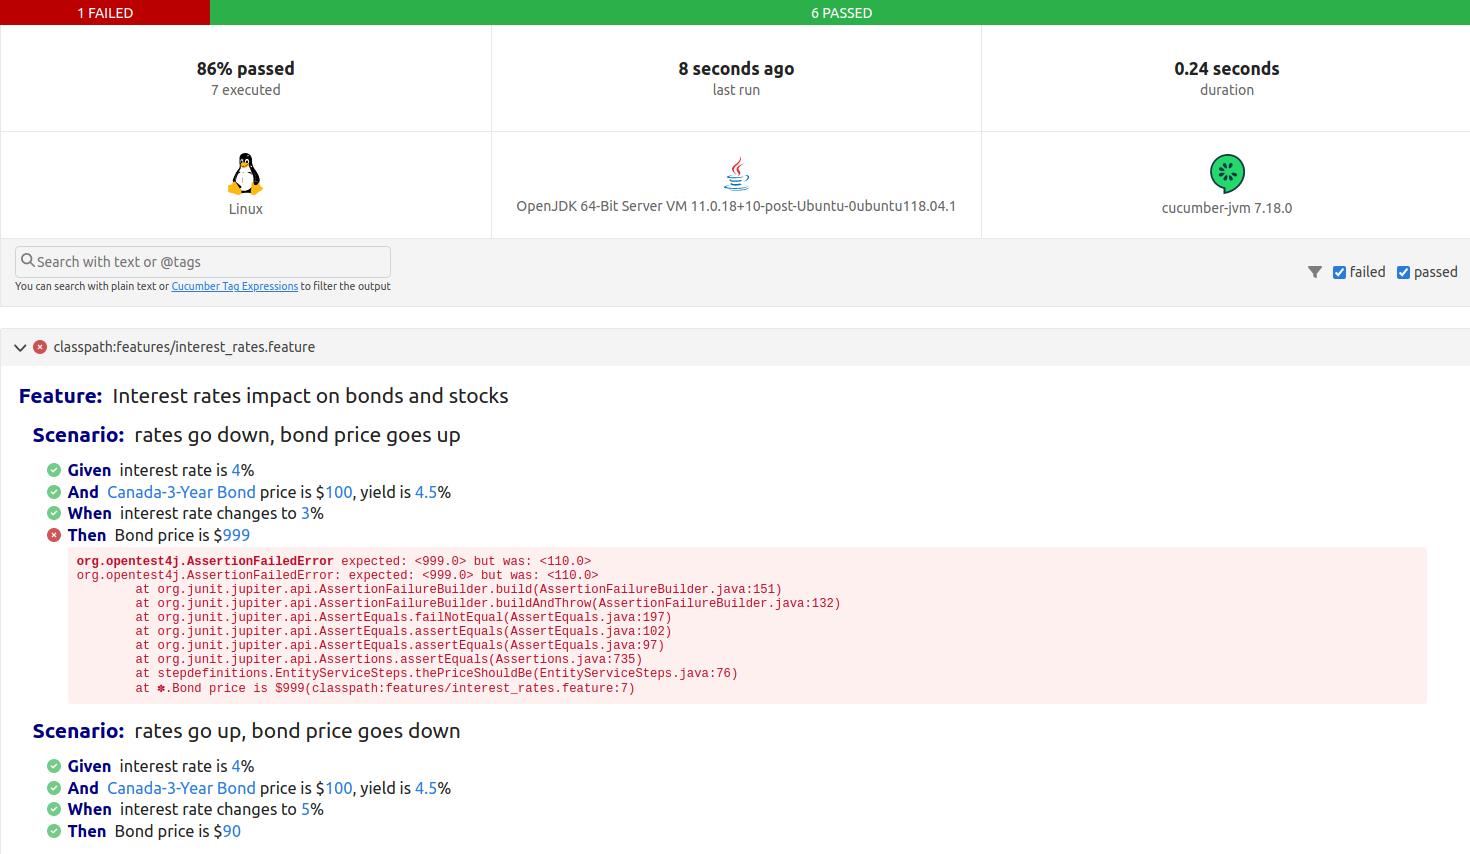 1 FAILED
6 PASSED
86% passed
7 executed
8 seconds ago
last run
0.24 seconds
duration
Linux
OpenJDK 64-Bit Server VM 11.0.18+10-post-Ubuntu-0ubuntu118.04.1
cucumber-jvm 7.18.0
Search with text or @tags
You can search with plain text or Cucumber Tag Expressions to filter the output
failed passed
classpath:features/interest_rates.feature
Feature: Interest rates impact on bonds and stocks
Scenario: rates go down, bond price goes up
Given interest rate is 4%
And Canada-3-Year Bond price is $100, yield is 4.5%
When interest rate changes to 3%
Then Bond price is $999
org.opentest4j.AssertionFailedError expected: <999.0> but was: <110.0>
org.opentest4j.AssertionFailedError: expected: <999.0> but was: <110.0>
at org.junit.jupiter.api.AssertionFailureBuilder.build(AssertionFailureBuilder.java:151)
at org.junit.jupiter.api.AssertionFailureBuilder.buildAndThrow(AssertionFailureBuilder.java:132)
at org.junit.jupiter.api.AssertEquals.failNotEqual(AssertEquals.java:197)
at org.junit.jupiter.api.AssertEquals.assertEquals(AssertEquals.java:102)
at org.junit.jupiter.api.AssertEquals.assertEquals(AssertEquals.java:97)
at org.junit.jupiter.api.Assertions.assertEquals(Assertions.java:735)
at stepdefinitions.EntityServiceSteps.thePriceShouldBe(EntityServiceSteps.java:76)
at ✽.Bond price is $999(classpath:features/interest_rates.feature:7)
Scenario: rates go up, bond price goes down
Given interest rate is 4%
And Canada-3-Year Bond price is $100, yield is 4.5%
When interest rate changes to 5%
Then Bond price is $90